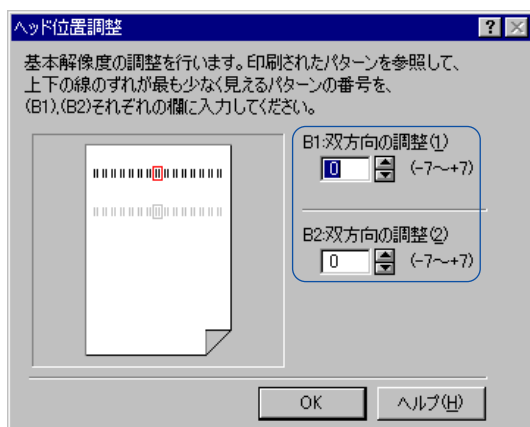 ヘッド位置調整
基本解像度の調整を行います。印刷されたパターンを参照して、
上下の線のずれが最も少なく見えるパターンの番号を、
(B1),(B2)それぞれの欄に入力してください。
B1:双方向の調整(1)
0 (-7～+7)
B2:双方向の調整(2)
0 (-7～+7)
OK ヘルプ(H)